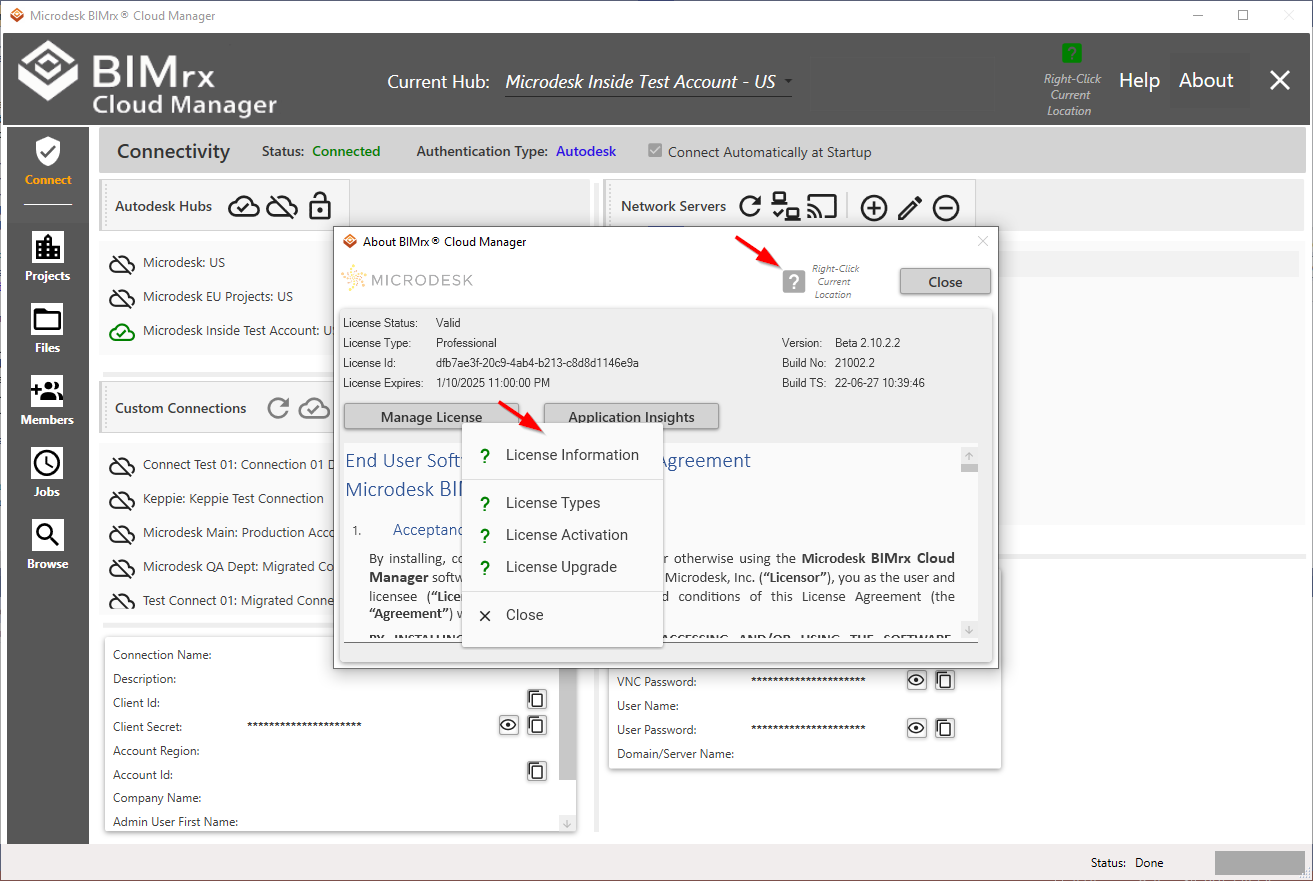 Microdesk BIMrx® Cloud Manager
BIMrx
Cloud Manager
Current Hub: Microdesk Inside Test Account - US
?
Right-Click
Current
Location
Help
About
Connect
Projects
Files
Members
Jobs
Browse
Connectivity
Status: Connected
Authentication Type: Autodesk
Connect Automatically at Startup
Autodesk Hubs
Microdesk: US
Microdesk EU Projects: US
Microdesk Inside Test Account: US
Custom Connections
Connect Test 01: Connection 01 D
Keppie: Keppie Test Connection
Microdesk Main: Production Acco
Microdesk QA Dept: Migrated Co
Test Connect 01: Migrated Conne
Connection Name:
Description:
Client Id:
Client Secret: *********************
Account Region:
Account Id:
Company Name:
Admin User First Name:
Network Servers
VNC Password: *********************
User Name:
User Password: *********************
Domain/Server Name:
About BIMrx® Cloud Manager
MICRODESK
?
Right-Click
Current
Location
Close
License Status: Valid
License Type: Professional
License Id: dfb7ae3f-20c9-4ab4-b213-c8d8d1146e9a
License Expires: 1/10/2025 11:00:00 PM
Version: Beta 2.10.2.2
Build No: 21002.2
Build TS: 22-06-27 10:39:46
Manage License
Application Insights
End User Soft Agreement
Microdesk BIM
1. Acceptanc
By installing, co r otherwise using the Microdesk BIMrx Cloud
Manager softw Microdesk, Inc. (“Licensor”), you as the user and
licensee (“Lice d conditions of this License Agreement (the
“Agreement”) w
BY INSTALLING ACCESSING AND/OR USING THE SOFTWARE
? License Information
? License Types
? License Activation
? License Upgrade
Close
Status: Done